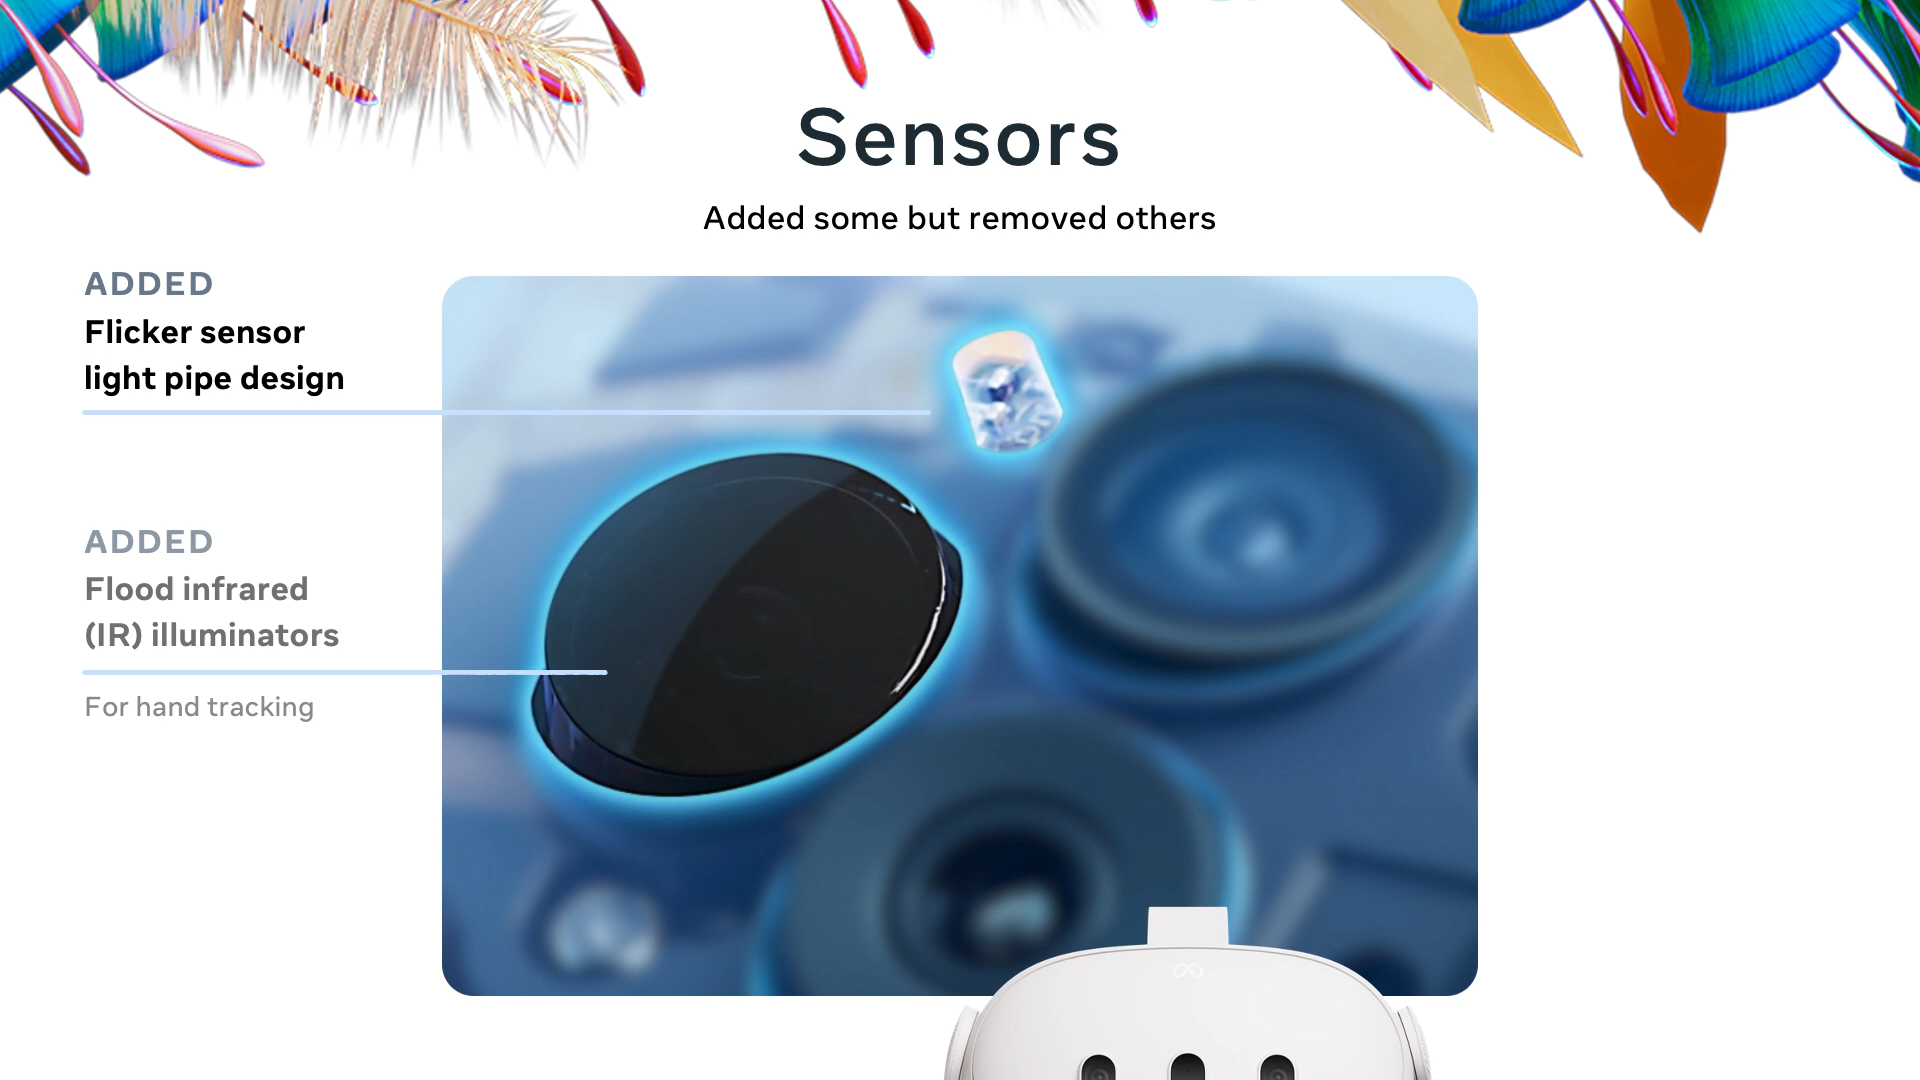 Sensors
Added some but removed others
ADDED
Flicker sensor
light pipe design
ADDED
Flood infrared
(IR) illuminators
For hand tracking